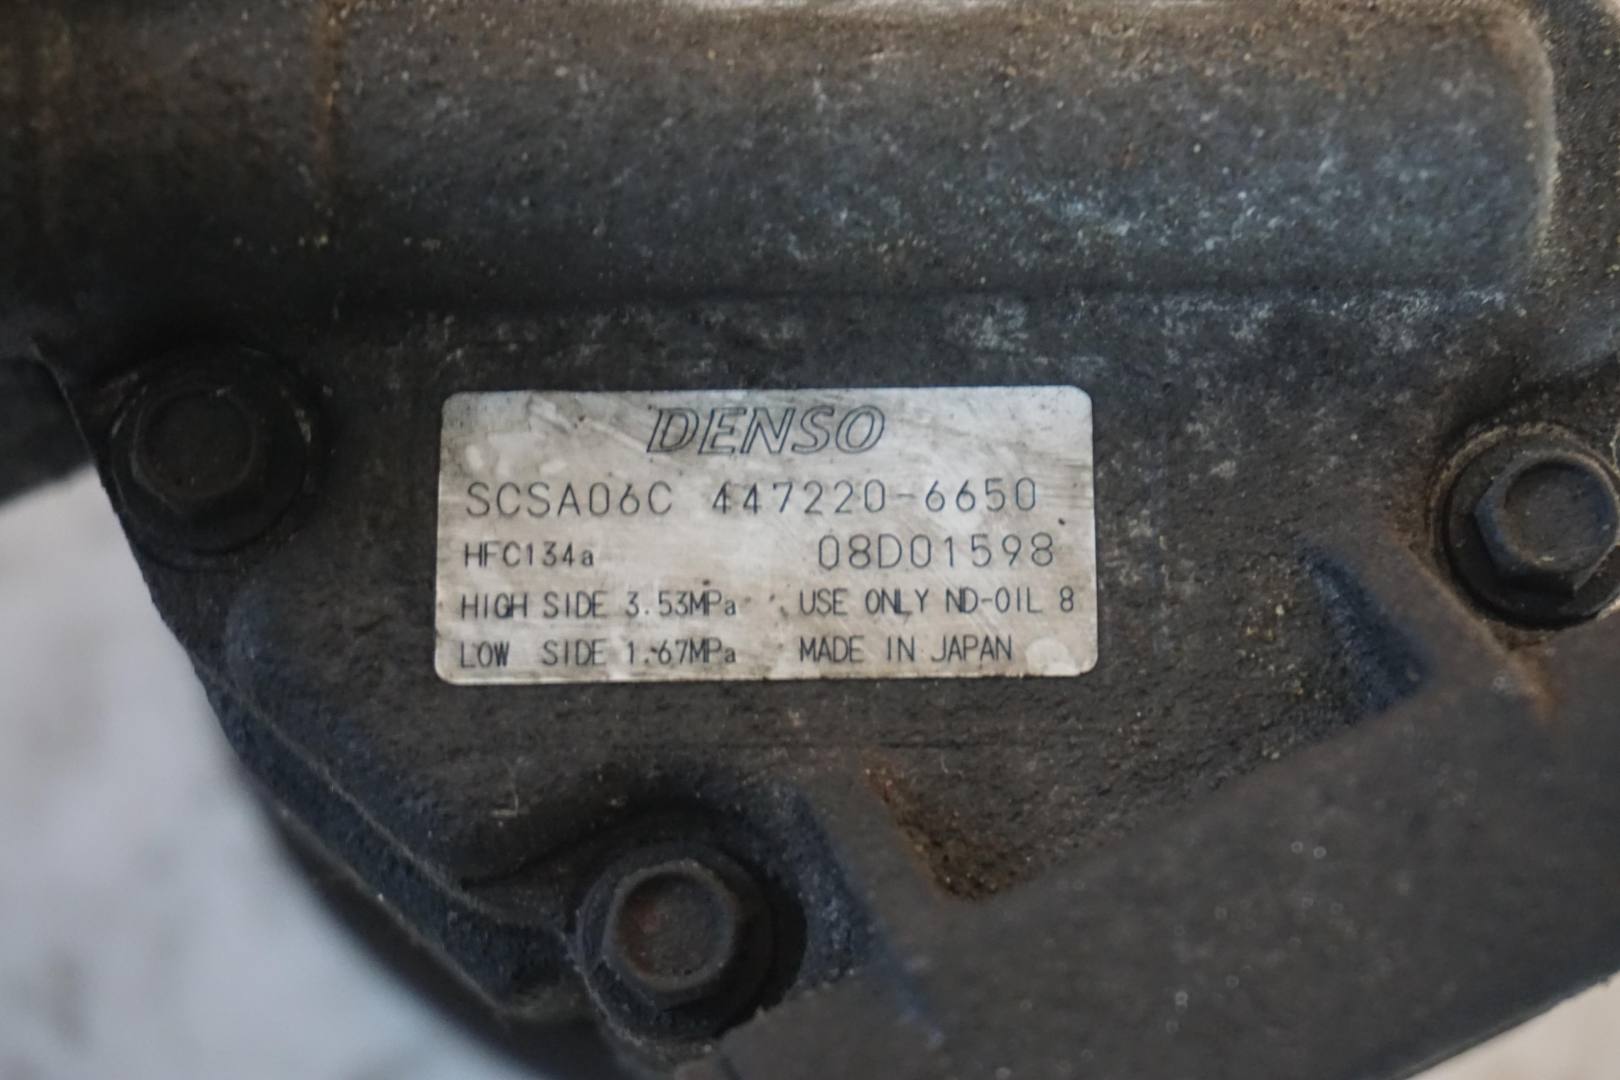 DENSO
SCSA06C 447220-6650
HFC134a 08D01598
HIGH SIDE 3.53MPa USE ONLY ND-OIL 8
LOW SIDE 1.67MPa MADE IN JAPAN